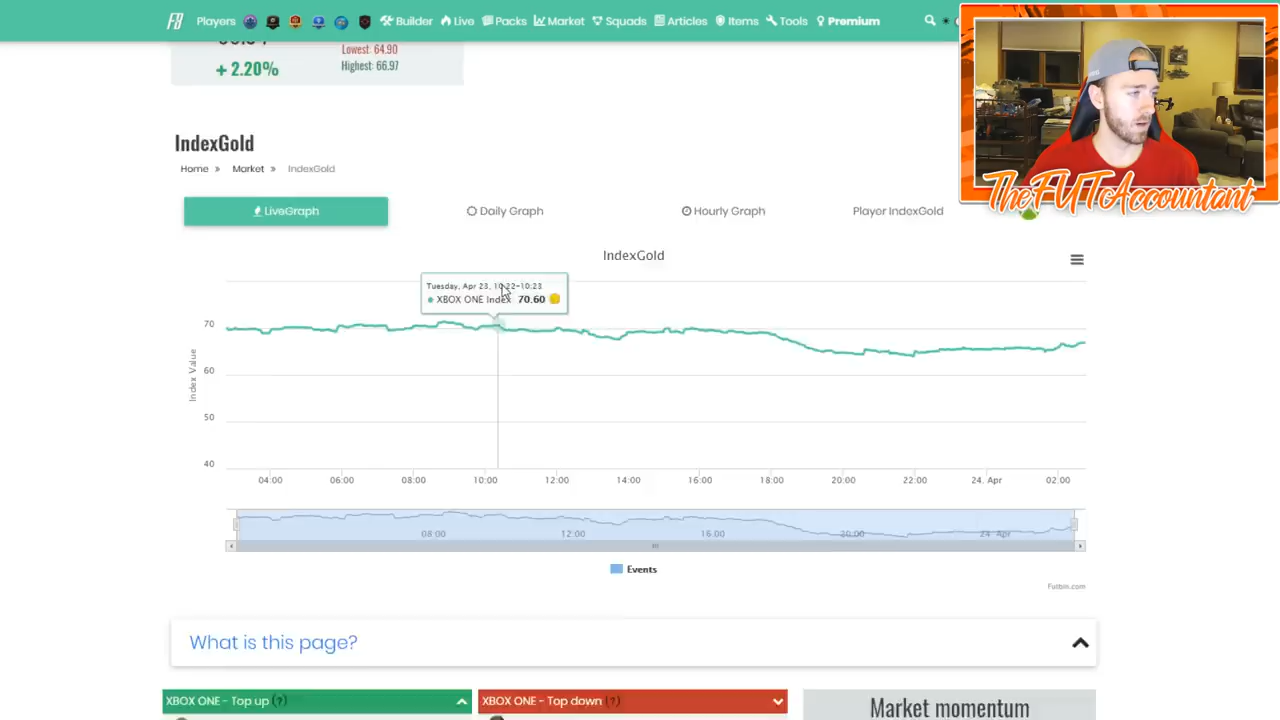 F8 Players Builder Live Packs Market Squads Articles Items Tools Premium
+ 2.20%
Lowest: 64.90
Highest: 66.97
TheFUTAccountant
IndexGold
Home » Market » IndexGold
LiveGraph
Daily Graph
Hourly Graph
Player IndexGold
IndexGold
Tuesday, Apr 23, 10:22-10:23
XBOX ONE Index 70.60
Index Value
70
60
50
40
04:00 06:00 08:00 10:00 12:00 14:00 16:00 18:00 20:00 22:00 24. Apr 02:00
08:00 12:00 16:00 20:00 24. Apr
Events
Futbin.com
What is this page?
XBOX ONE - Top up (?)
XBOX ONE - Top down (?)
Market momentum